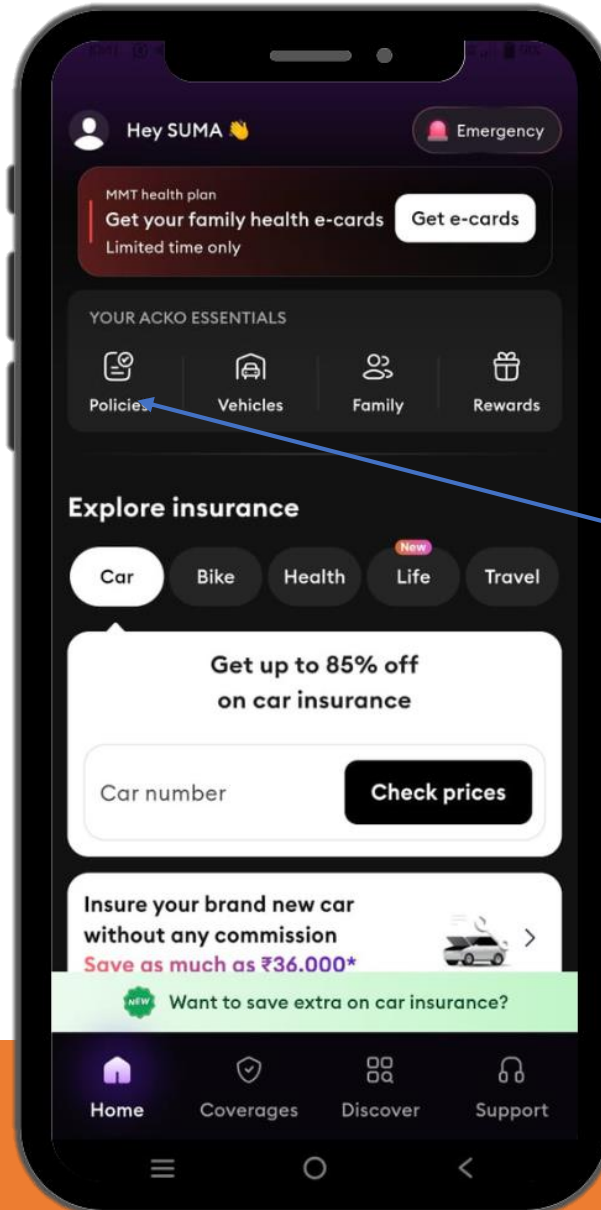 Hey SUMA 👋
Emergency
MMT health plan
Get your family health e-cards
Limited time only
Get e-cards
YOUR ACKO ESSENTIALS
Policies
Vehicles
Family
Rewards
Explore insurance
New
Car
Bike
Health
Life
Travel
Get up to 85% off
on car insurance
Car number
Check prices
Insure your brand new car
without any commission
Save as much as ₹36,000*
NEW
Want to save extra on car insurance?
Home
Coverages
Discover
Support